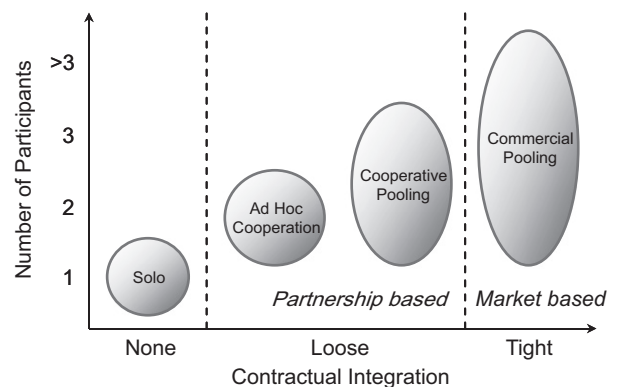 Number of Participants
>3
3
2
1
Solo
Ad Hoc
Cooperation
Cooperative
Pooling
Commercial
Pooling
Partnership based
Market based
None
Loose
Tight
Contractual Integration